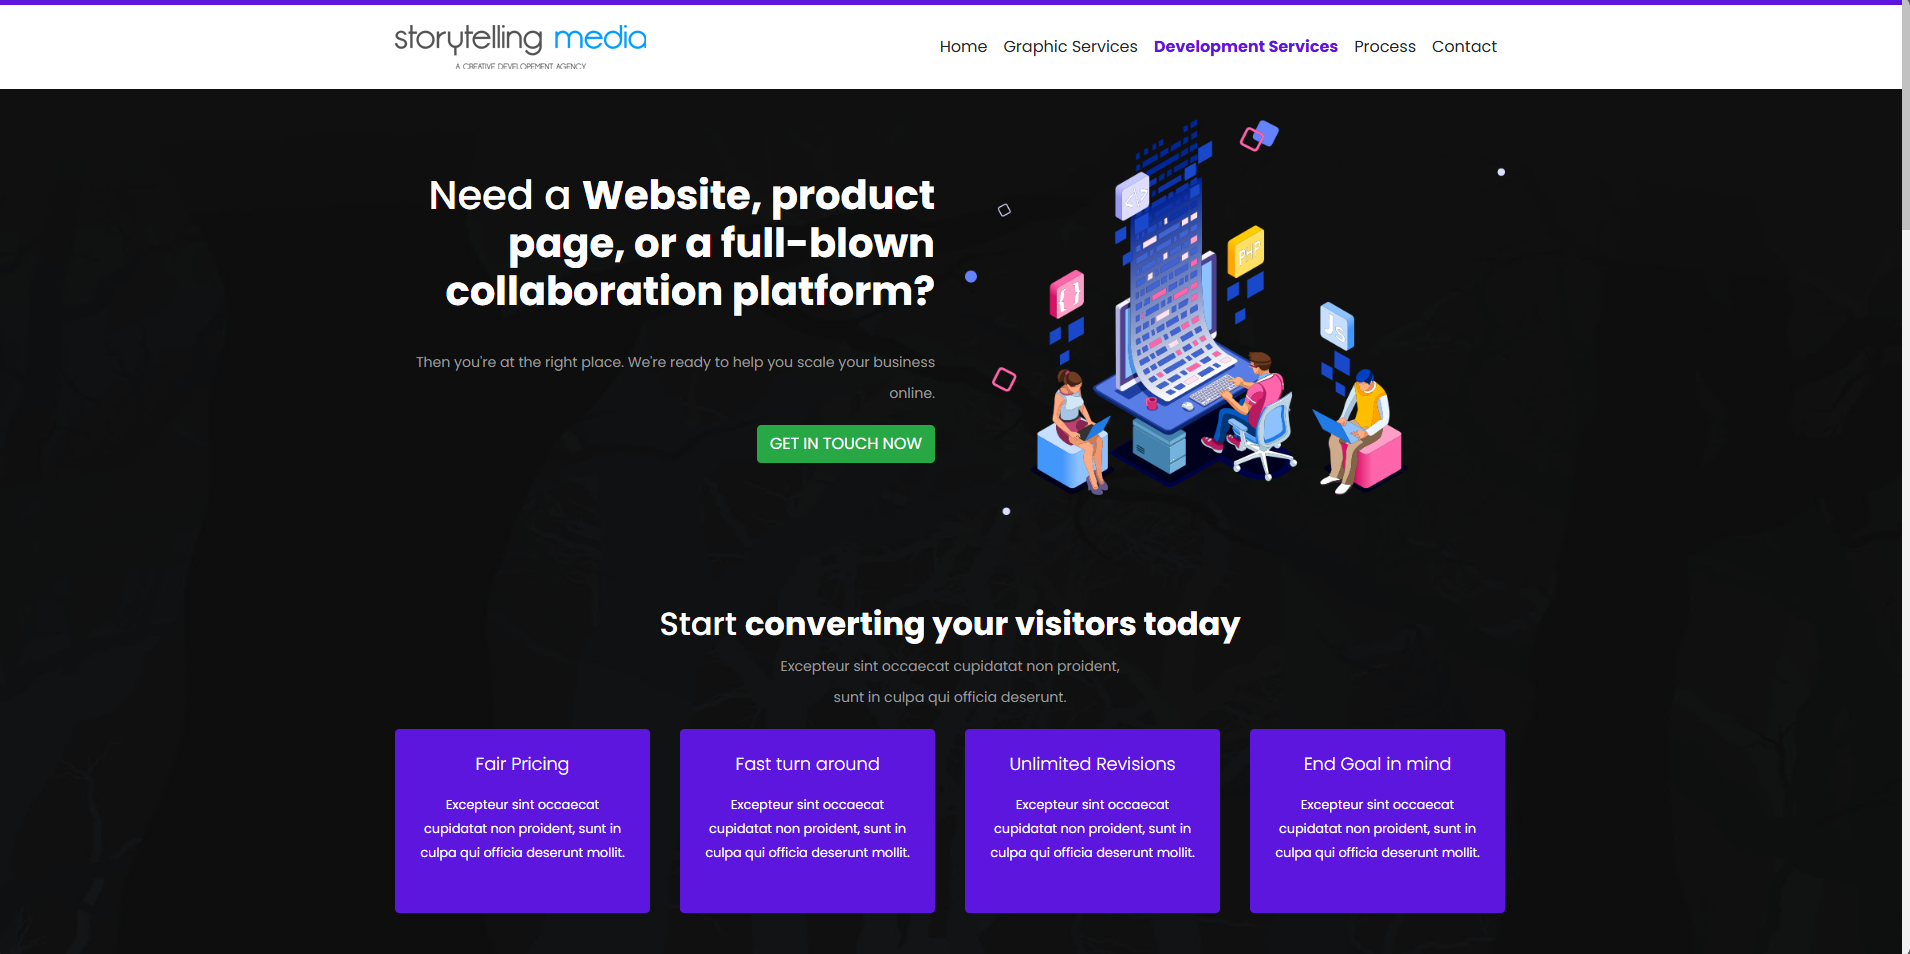 storytelling media
A CREATIVE DEVELOPEMENT AGENCY
Home Graphic Services Development Services Process Contact
Need a Website, product
page, or a full-blown
collaboration platform?
Then you're at the right place. We're ready to help you scale your business
online.
GET IN TOUCH NOW
</>
PHP
{ }
JS
Start converting your visitors today
Excepteur sint occaecat cupidatat non proident,
sunt in culpa qui officia deserunt.
Fair Pricing
Excepteur sint occaecat
cupidatat non proident, sunt in
culpa qui officia deserunt mollit.
Fast turn around
Excepteur sint occaecat
cupidatat non proident, sunt in
culpa qui officia deserunt mollit.
Unlimited Revisions
Excepteur sint occaecat
cupidatat non proident, sunt in
culpa qui officia deserunt mollit.
End Goal in mind
Excepteur sint occaecat
cupidatat non proident, sunt in
culpa qui officia deserunt mollit.